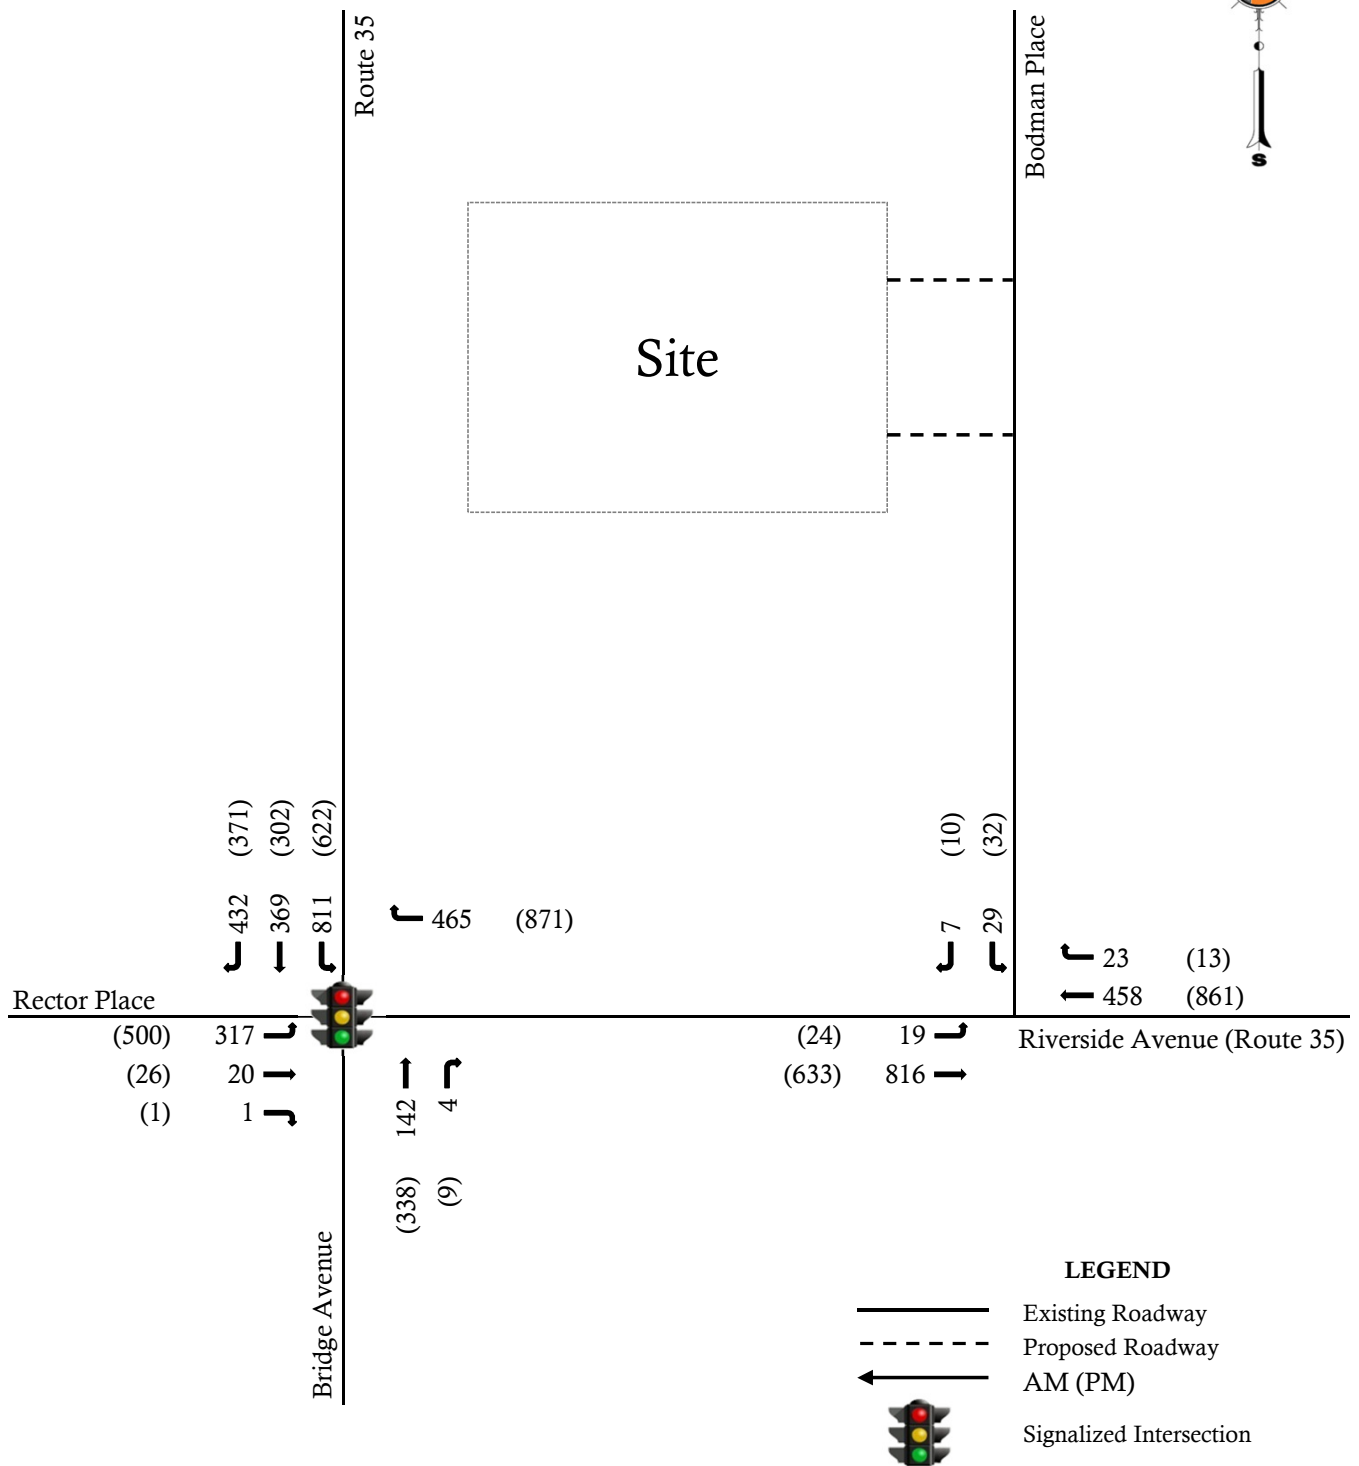 Route 35
Bodman Place
S
Site
(371) (302) (622)
432 369 811
465 (871)
(10) (32)
7 29
23 (13)
458 (861)
Rector Place
(500) 317
(26) 20
(1) 1
(24) 19
(633) 816
Riverside Avenue (Route 35)
142 4
(338) (9)
Bridge Avenue
LEGEND
Existing Roadway
Proposed Roadway
AM (PM)
Signalized Intersection